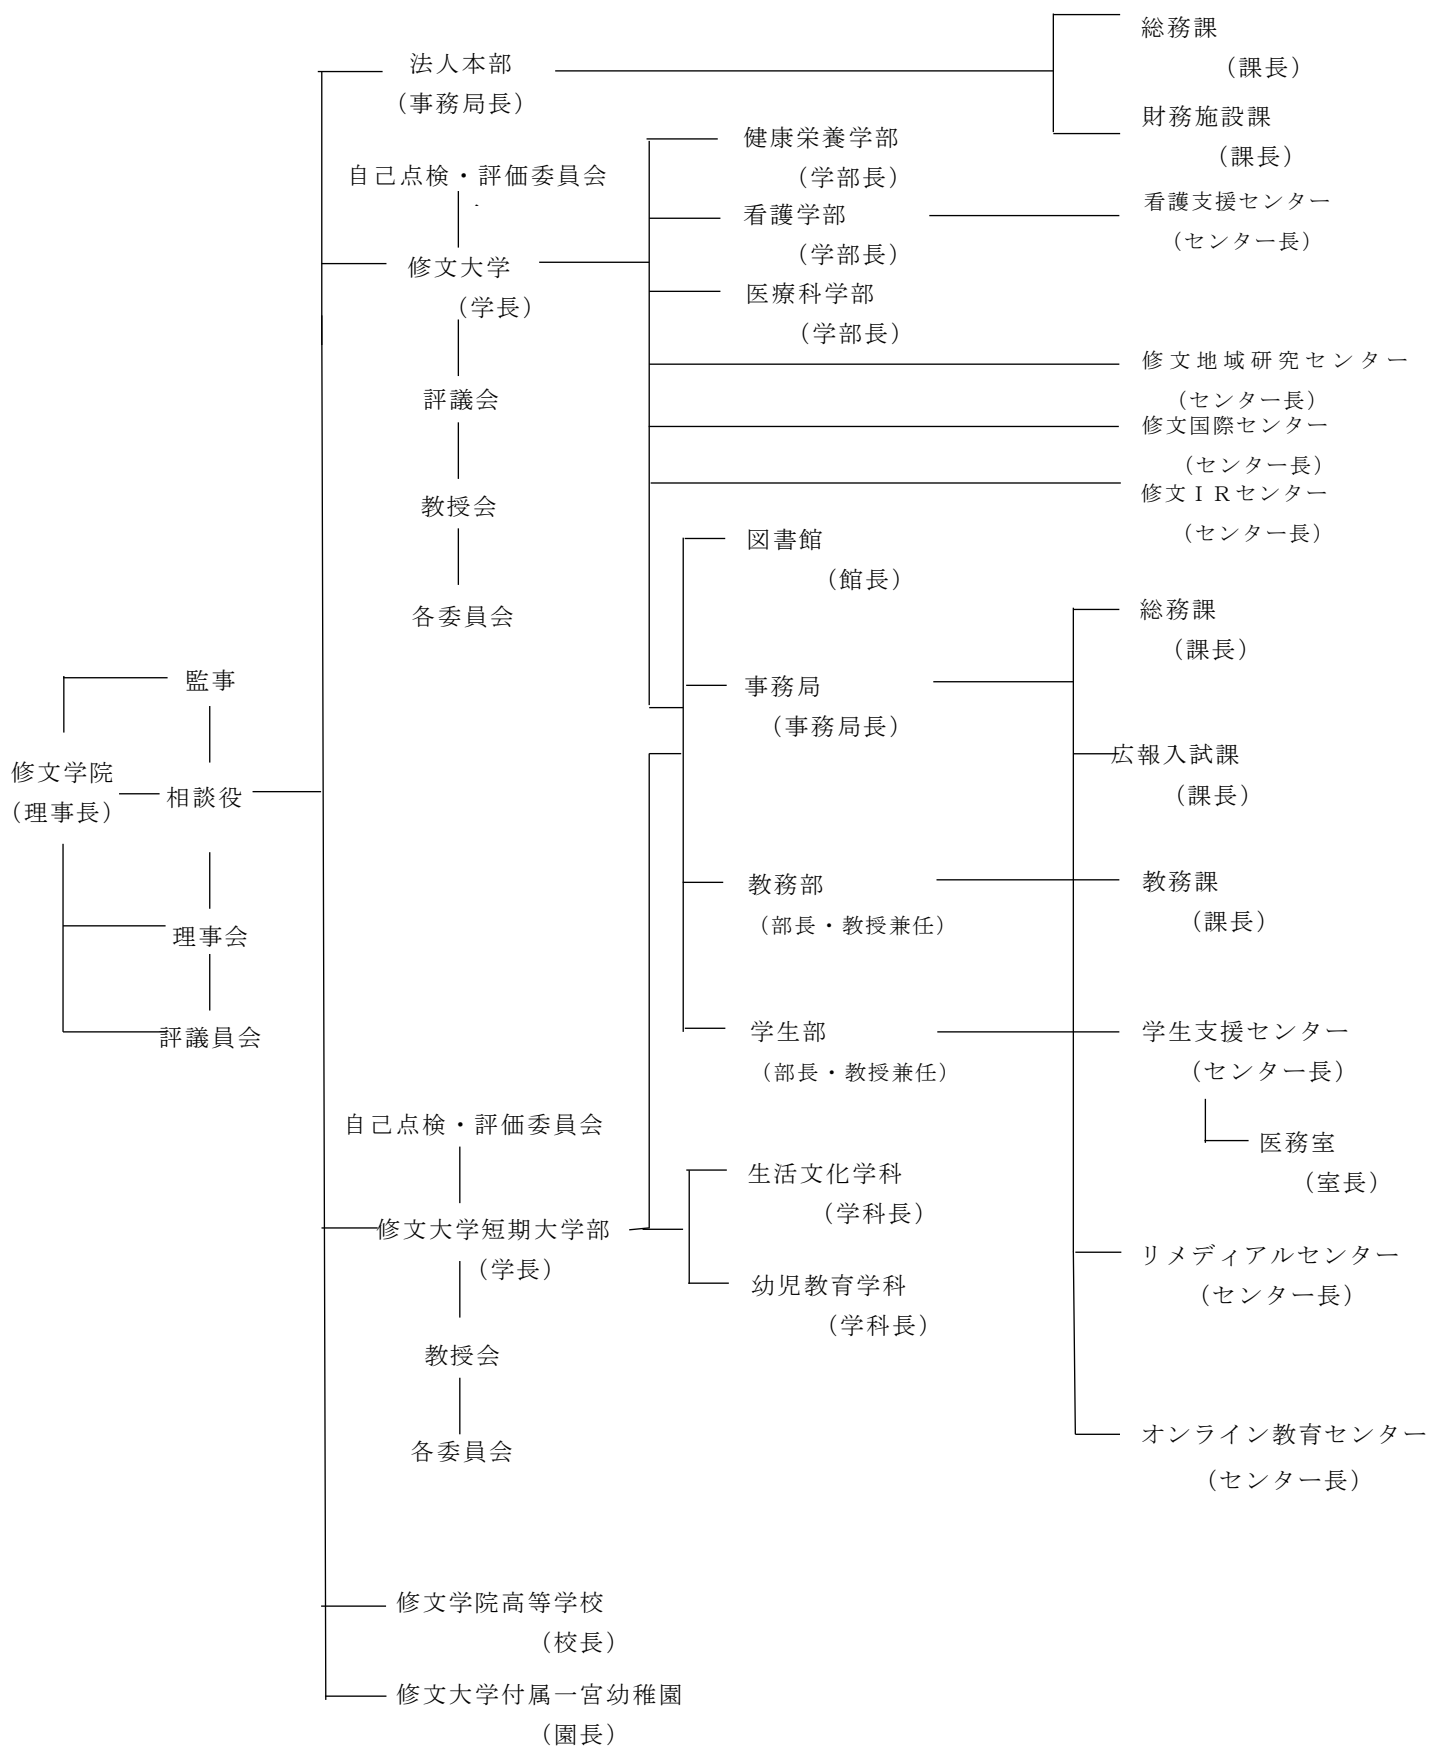 総務課
（課長）
法人本部
（事務局長）
財務施設課
（課長）
健康栄養学部
（学部長）
自己点検・評価委員会
看護学部
（学部長）
看護支援センター
（センター長）
修文大学
（学長）
医療科学部
（学部長）
修文地域研究センター
（センター長）
評議会
修文国際センター
（センター長）
教授会
修文ＩＲセンター
（センター長）
図書館
（館長）
各委員会
総務課
（課長）
監事
事務局
（事務局長）
広報入試課
（課長）
修文学院
（理事長）
相談役
教務部
（部長・教授兼任）
教務課
（課長）
理事会
評議員会
学生部
（部長・教授兼任）
学生支援センター
（センター長）
医務室
（室長）
自己点検・評価委員会
生活文化学科
（学科長）
修文大学短期大学部
（学長）
リメディアルセンター
（センター長）
幼児教育学科
（学科長）
教授会
各委員会
オンライン教育センター
（センター長）
修文学院高等学校
（校長）
修文大学付属一宮幼稚園
（園長）